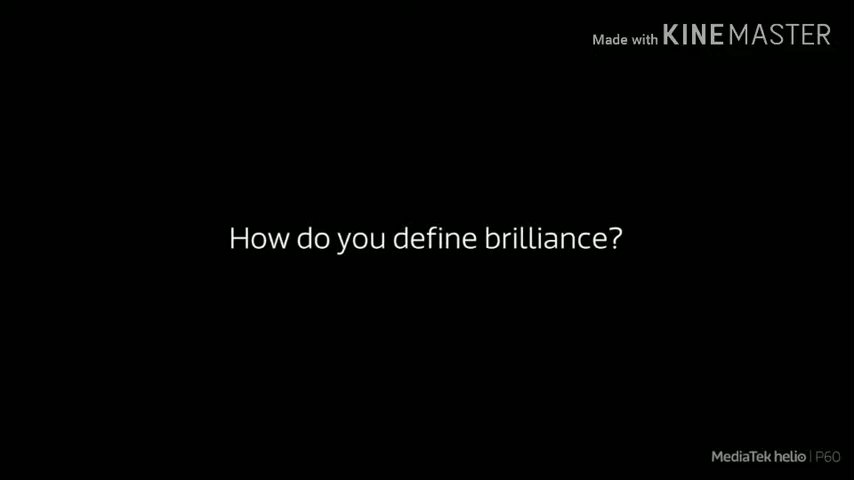 Made with KINEMASTER
How do you define brilliance?
MediaTek helio | P60